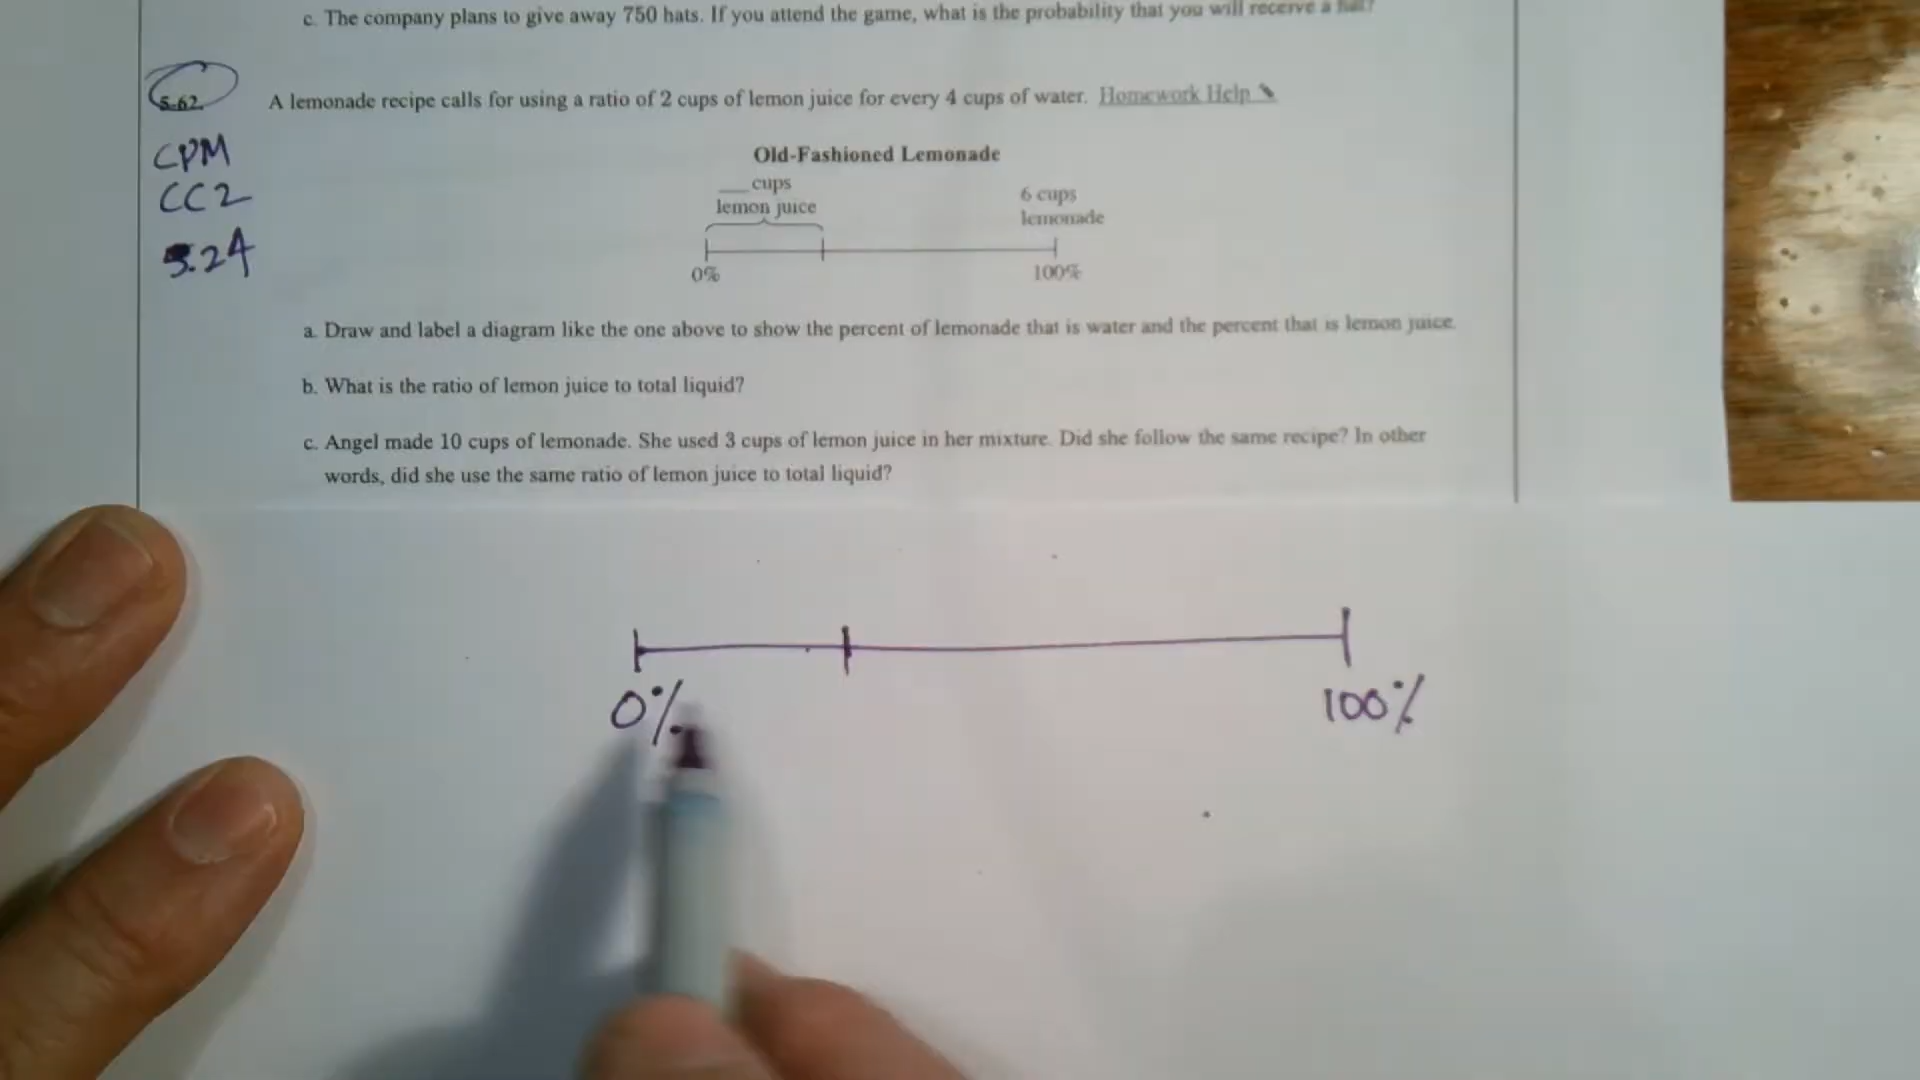 c. The company plans to give away 750 hats. If you attend the game, what is the probability that you will receive a hat?
5-62.
A lemonade recipe calls for using a ratio of 2 cups of lemon juice for every 4 cups of water. Homework Help ✎
CPM
CC2
5.24
Old-Fashioned Lemonade
___ cups
lemon juice
6 cups
lemonade
0%
100%
a. Draw and label a diagram like the one above to show the percent of lemonade that is water and the percent that is lemon juice.
b. What is the ratio of lemon juice to total liquid?
c. Angel made 10 cups of lemonade. She used 3 cups of lemon juice in her mixture. Did she follow the same recipe? In other
words, did she use the same ratio of lemon juice to total liquid?
0%
100%